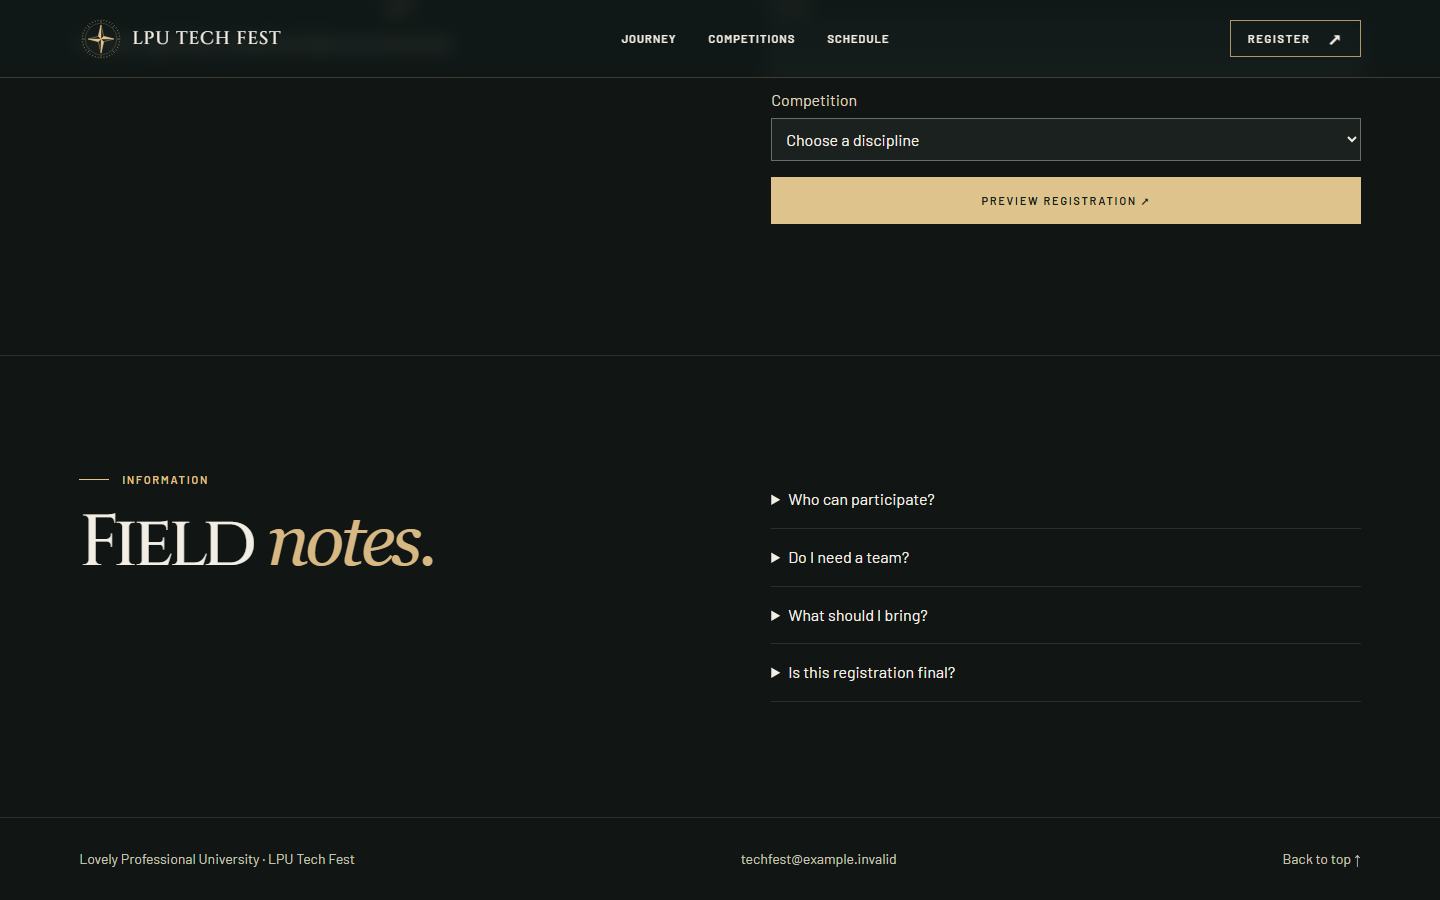 LPU TECH FEST
JOURNEY
COMPETITIONS
SCHEDULE
REGISTER ↗
Competition
Choose a discipline
PREVIEW REGISTRATION ↗
INFORMATION
FIELD notes.
Who can participate?
Do I need a team?
What should I bring?
Is this registration final?
Lovely Professional University · LPU Tech Fest
techfest@example.invalid
Back to top ↑